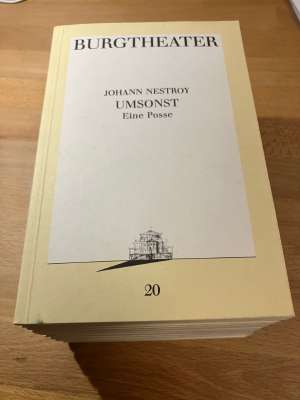 BURGTHEATER
JOHANN NESTROY
UMSONST
Eine Posse
20